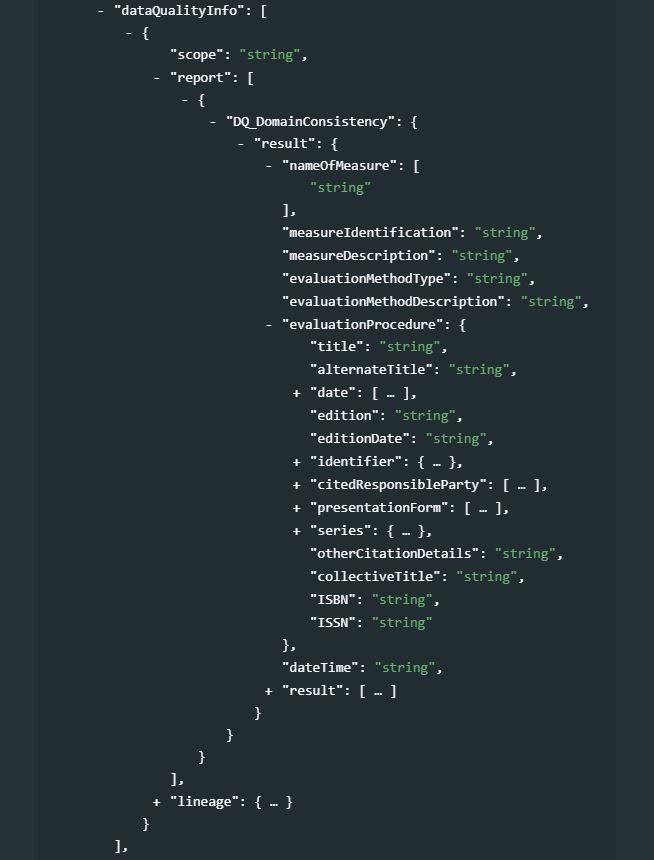 - "dataQualityInfo": [
- {
"scope": "string",
- "report": [
- {
- "DQ_DomainConsistency": {
- "result": {
- "nameOfMeasure": [
"string"
],
"measureIdentification": "string",
"measureDescription": "string",
"evaluationMethodType": "string",
"evaluationMethodDescription": "string",
- "evaluationProcedure": {
"title": "string",
"alternateTitle": "string",
+ "date": [ … ],
"edition": "string",
"editionDate": "string",
+ "identifier": { … },
+ "citedResponsibleParty": [ … ],
+ "presentationForm": [ … ],
+ "series": { … },
"otherCitationDetails": "string",
"collectiveTitle": "string",
"ISBN": "string",
"ISSN": "string"
},
"dateTime": "string",
+ "result": [ … ]
}
}
}
],
+ "lineage": { … }
}
],